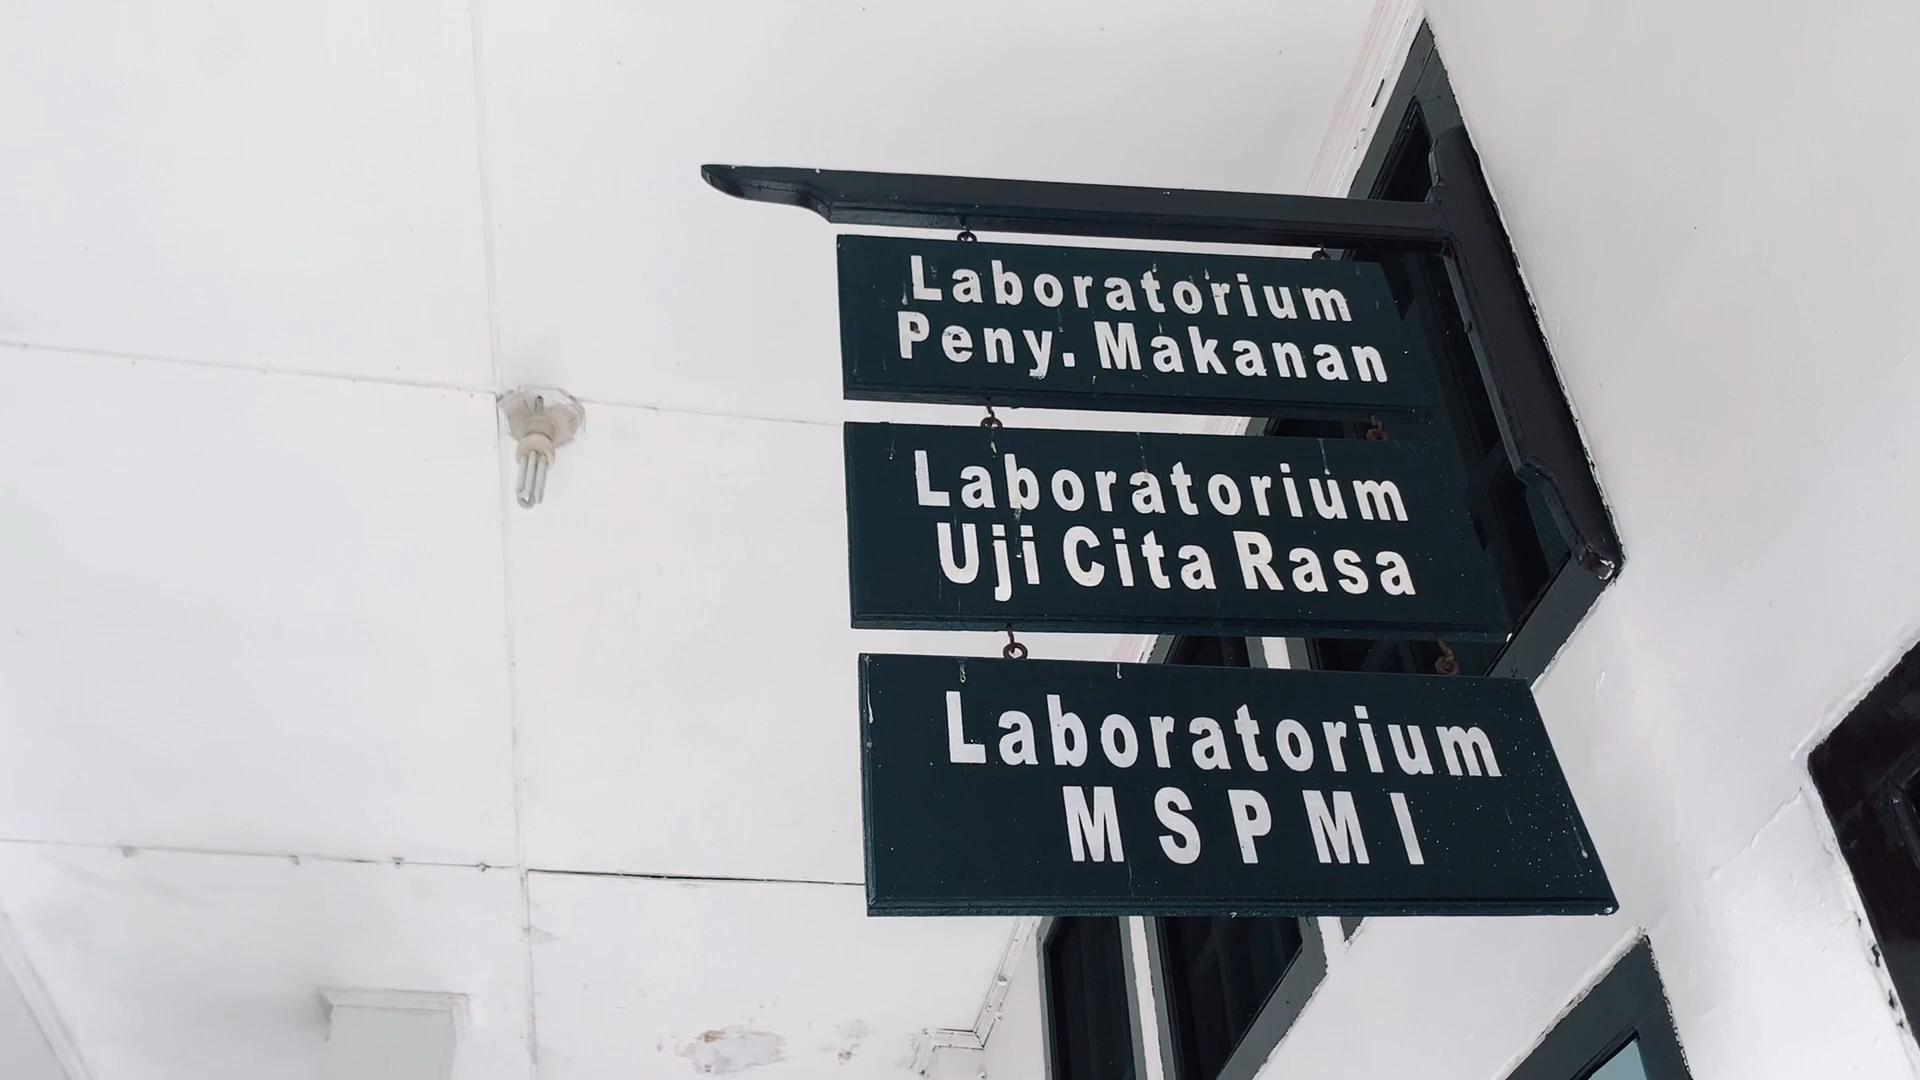 Laboratorium
Peny. Makanan
Laboratorium
Uji Cita Rasa
Laboratorium
M S P M I